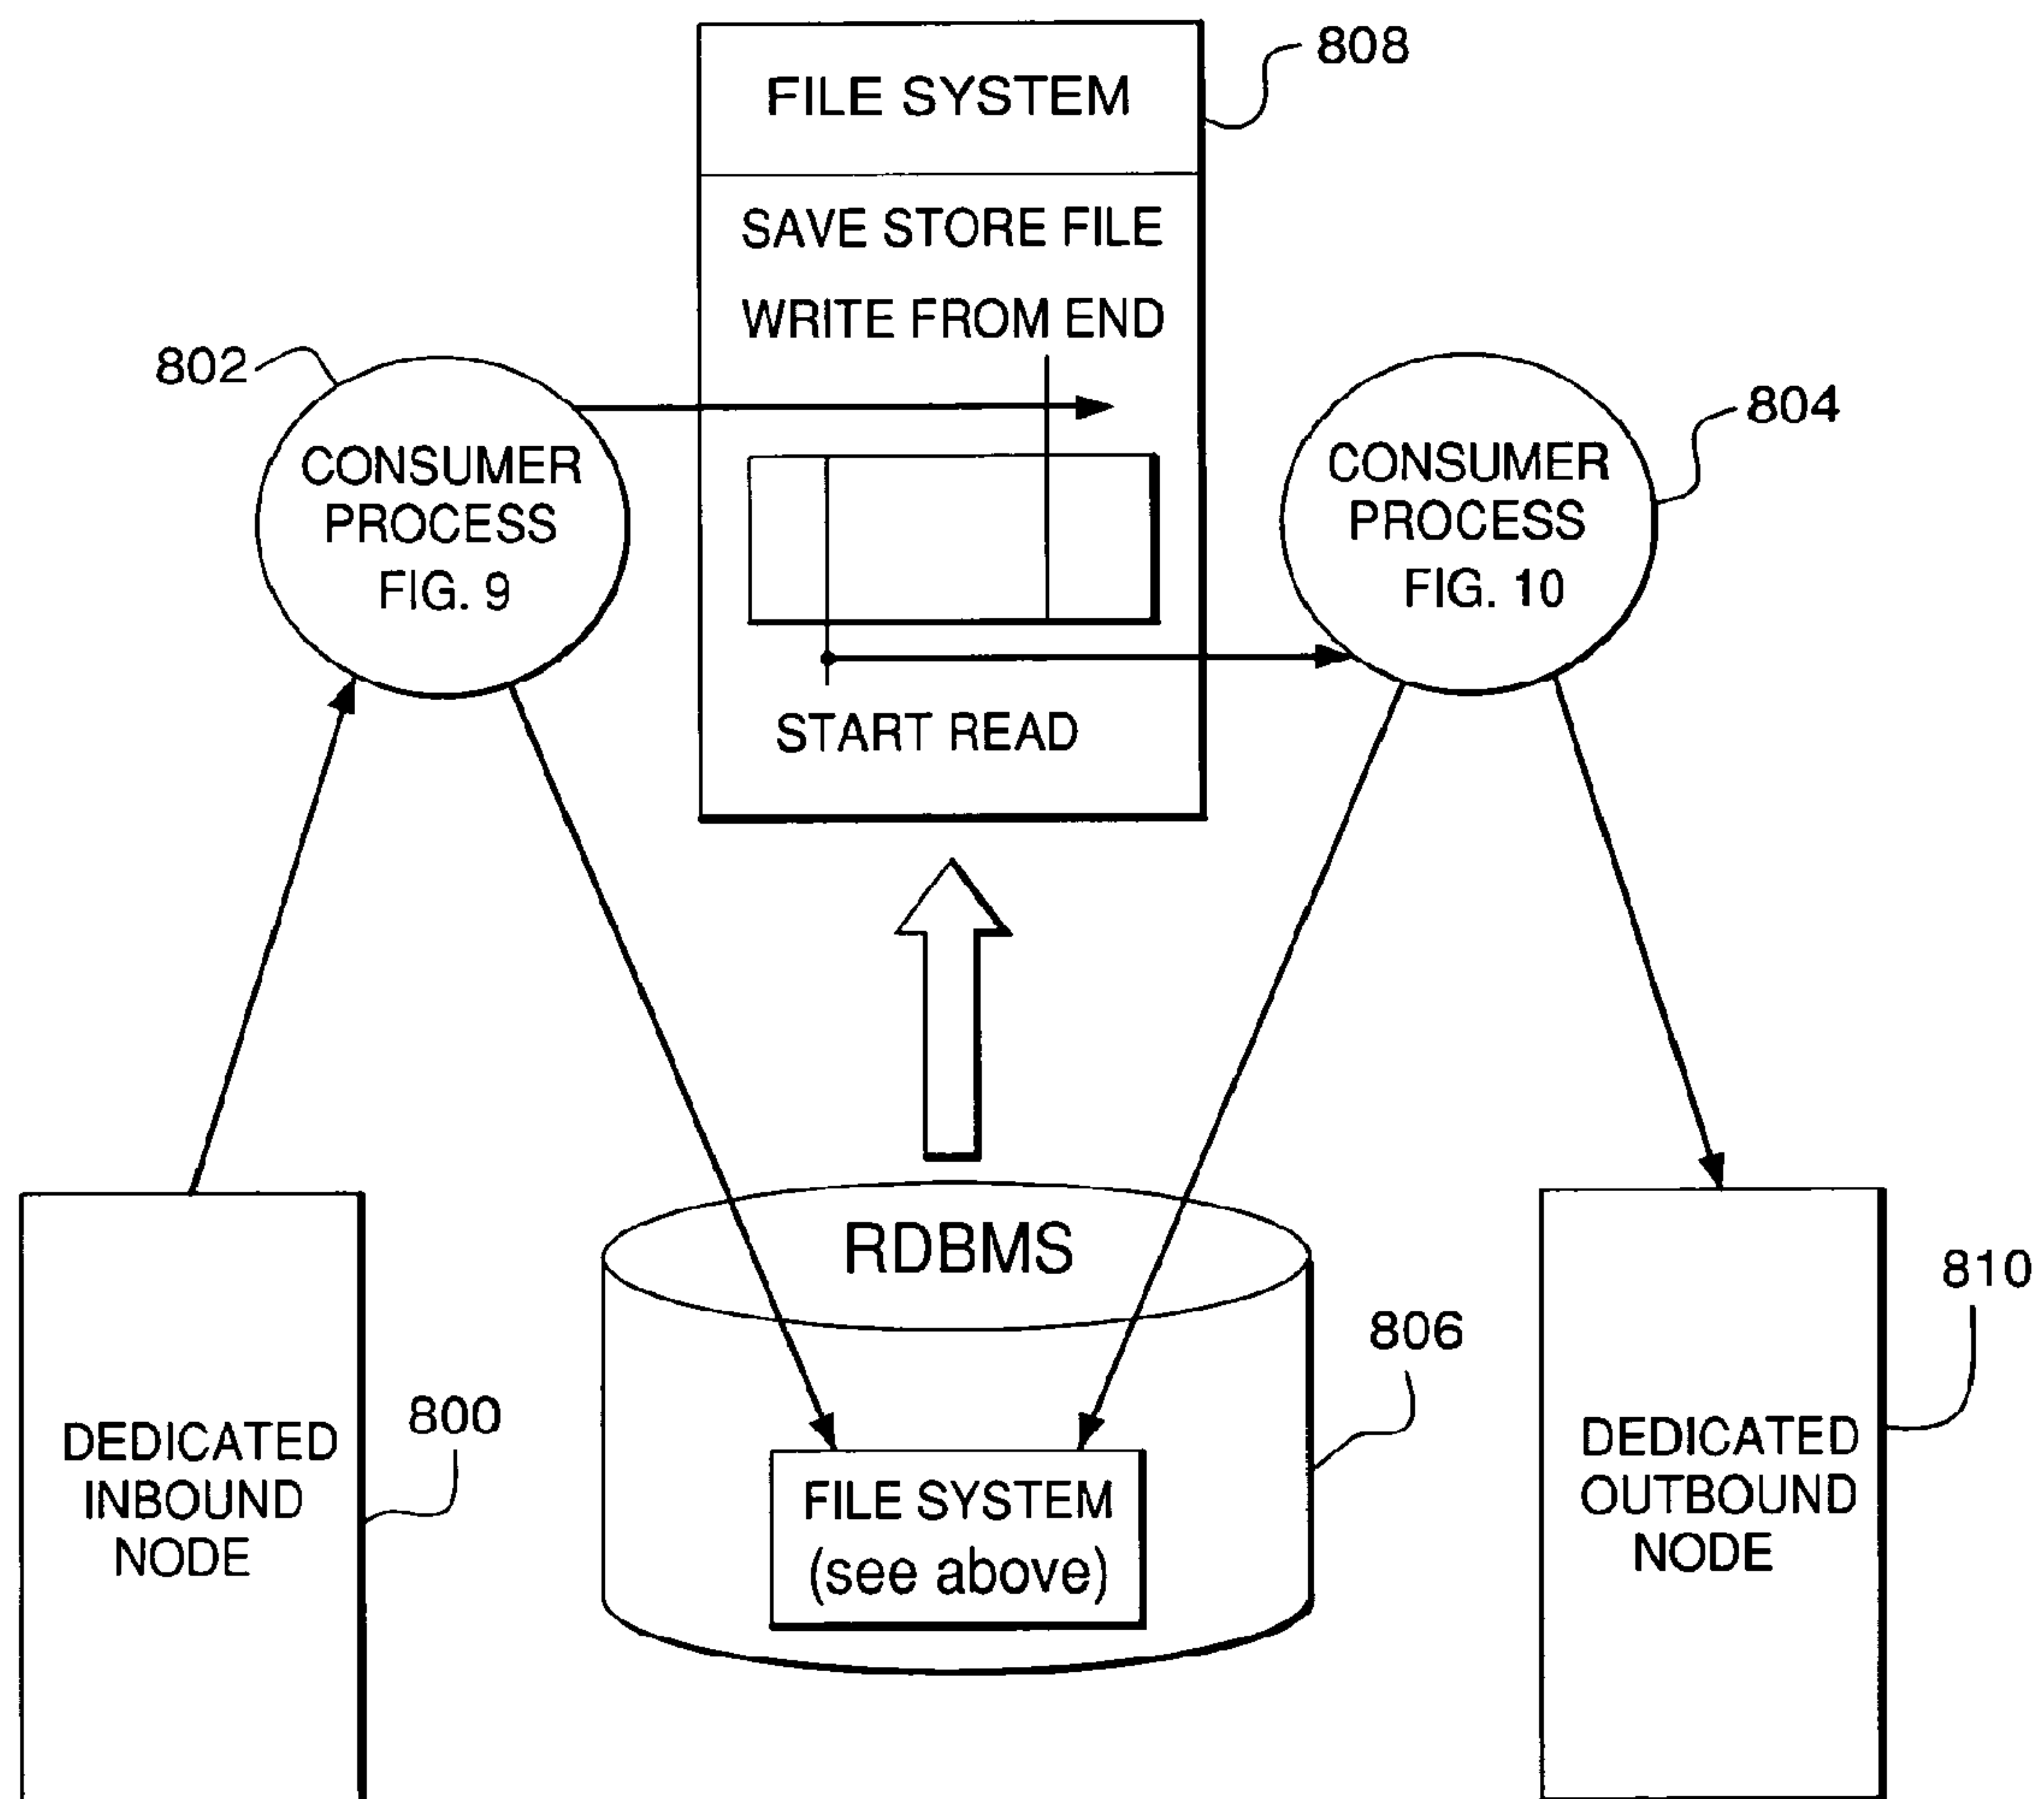 808
FILE SYSTEM
SAVE STORE FILE
WRITE FROM END
802
CONSUMER
PROCESS
FIG. 9
804
CONSUMER
PROCESS
FIG. 10
START READ
RDBMS
810
806
800
DEDICATED
INBOUND
NODE
FILE SYSTEM
(see above)
DEDICATED
OUTBOUND
NODE